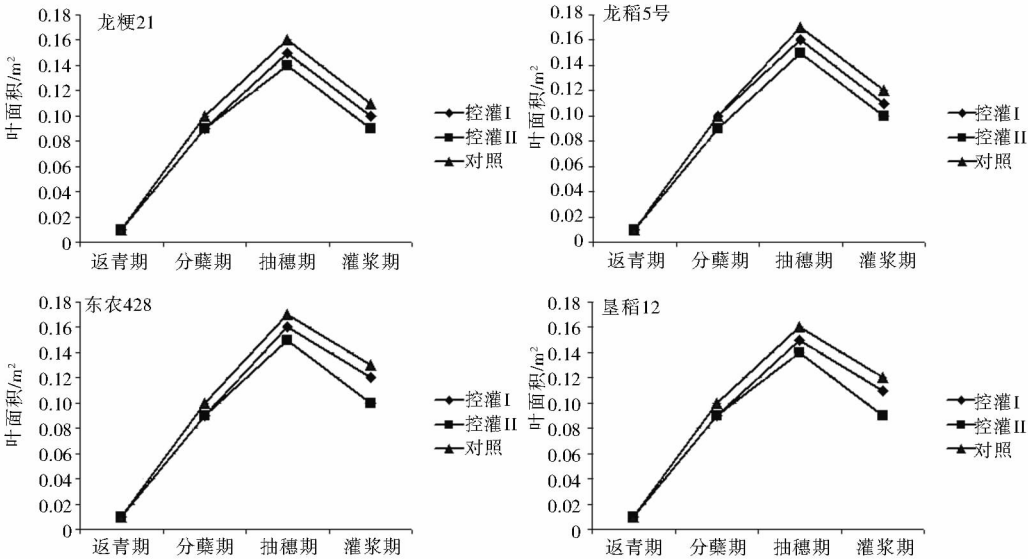 龙粳21
叶面积/m²
0.18
0.16
0.14
0.12
0.10
0.08
0.06
0.04
0.02
0
返青期 分蘖期 抽穗期 灌浆期
控灌I
控灌II
对照
龙稻5号
叶面积/m²
0.18
0.16
0.14
0.12
0.10
0.08
0.06
0.04
0.02
0
返青期 分蘖期 抽穗期 灌浆期
控灌I
控灌II
对照
东农428
叶面积/m²
0.18
0.16
0.14
0.12
0.10
0.08
0.06
0.04
0.02
0
返青期 分蘖期 抽穗期 灌浆期
控灌I
控灌II
对照
垦稻12
叶面积/m²
0.18
0.16
0.14
0.12
0.10
0.08
0.06
0.04
0.02
0
返青期 分蘖期 抽穗期 灌浆期
控灌I
控灌II
对照